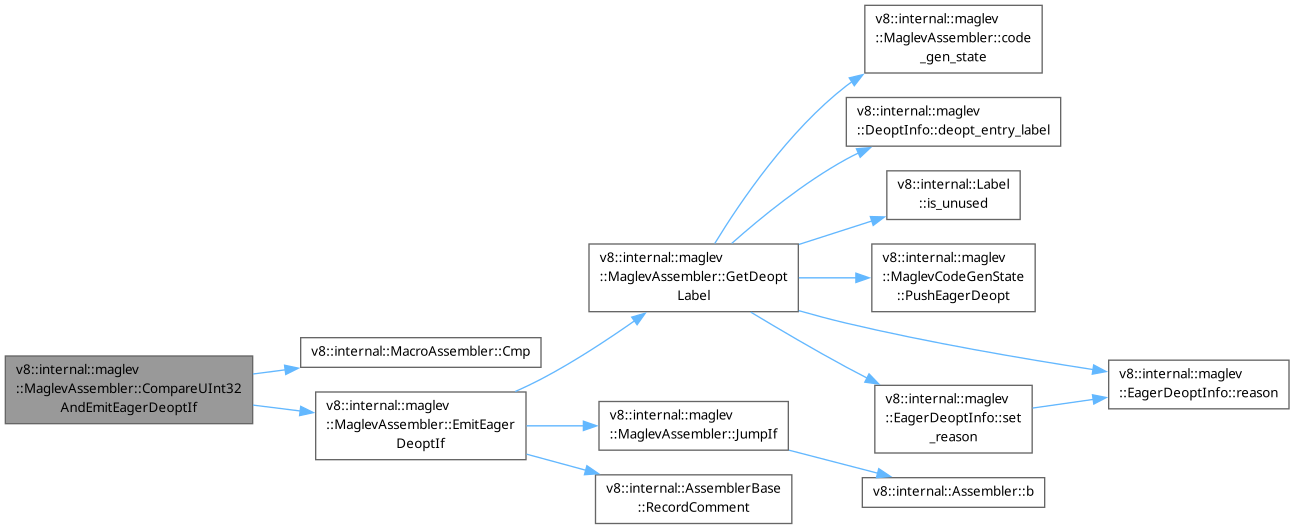 v8::internal::maglev
::MaglevAssembler::code
_gen_state
v8::internal::maglev
::DeoptInfo::deopt_entry_label
v8::internal::Label
::is_unused
v8::internal::maglev
::MaglevAssembler::GetDeopt
Label
v8::internal::maglev
::MaglevCodeGenState
::PushEagerDeopt
v8::internal::MacroAssembler::Cmp
v8::internal::maglev
::MaglevAssembler::CompareUInt32
AndEmitEagerDeoptIf
v8::internal::maglev
::EagerDeoptInfo::reason
v8::internal::maglev
::MaglevAssembler::EmitEager
DeoptIf
v8::internal::maglev
::MaglevAssembler::JumpIf
v8::internal::maglev
::EagerDeoptInfo::set
_reason
v8::internal::AssemblerBase
::RecordComment
v8::internal::Assembler::b